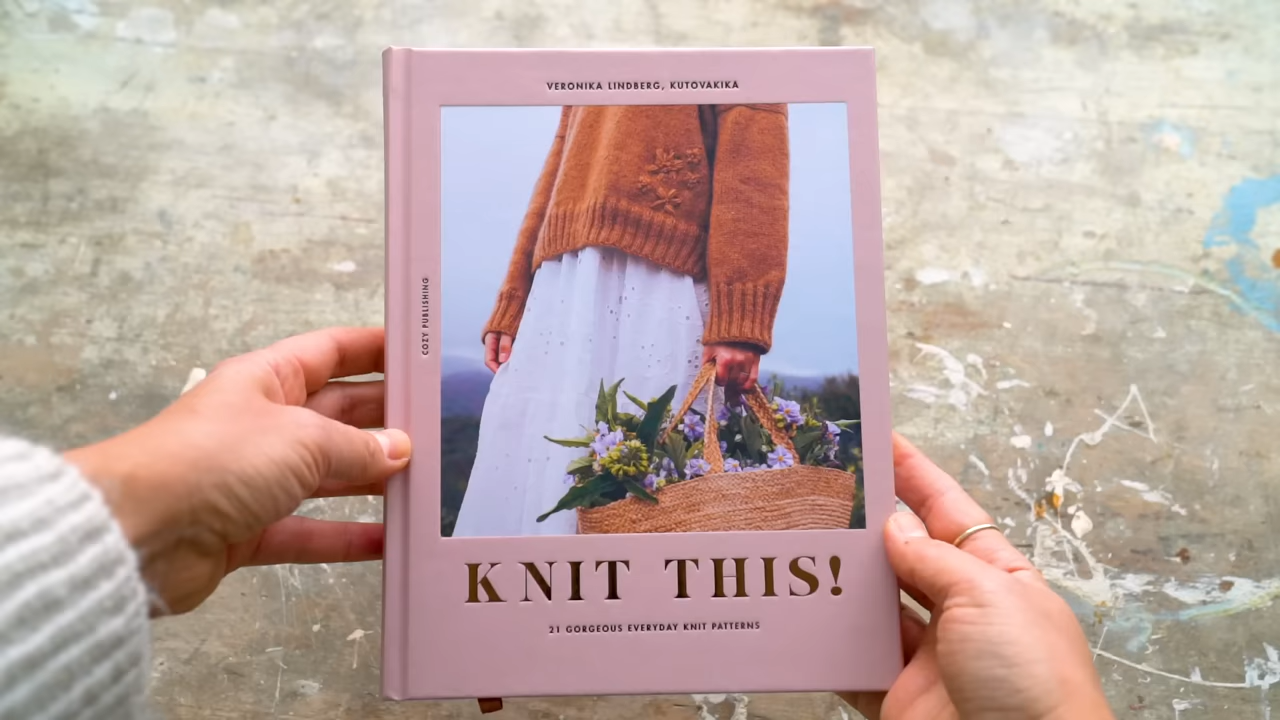 VERONIKA LINDBERG, KUTOVAKIKA
COZY PUBLISHING
KNIT THIS!
21 GORGEOUS EVERYDAY KNIT PATTERNS